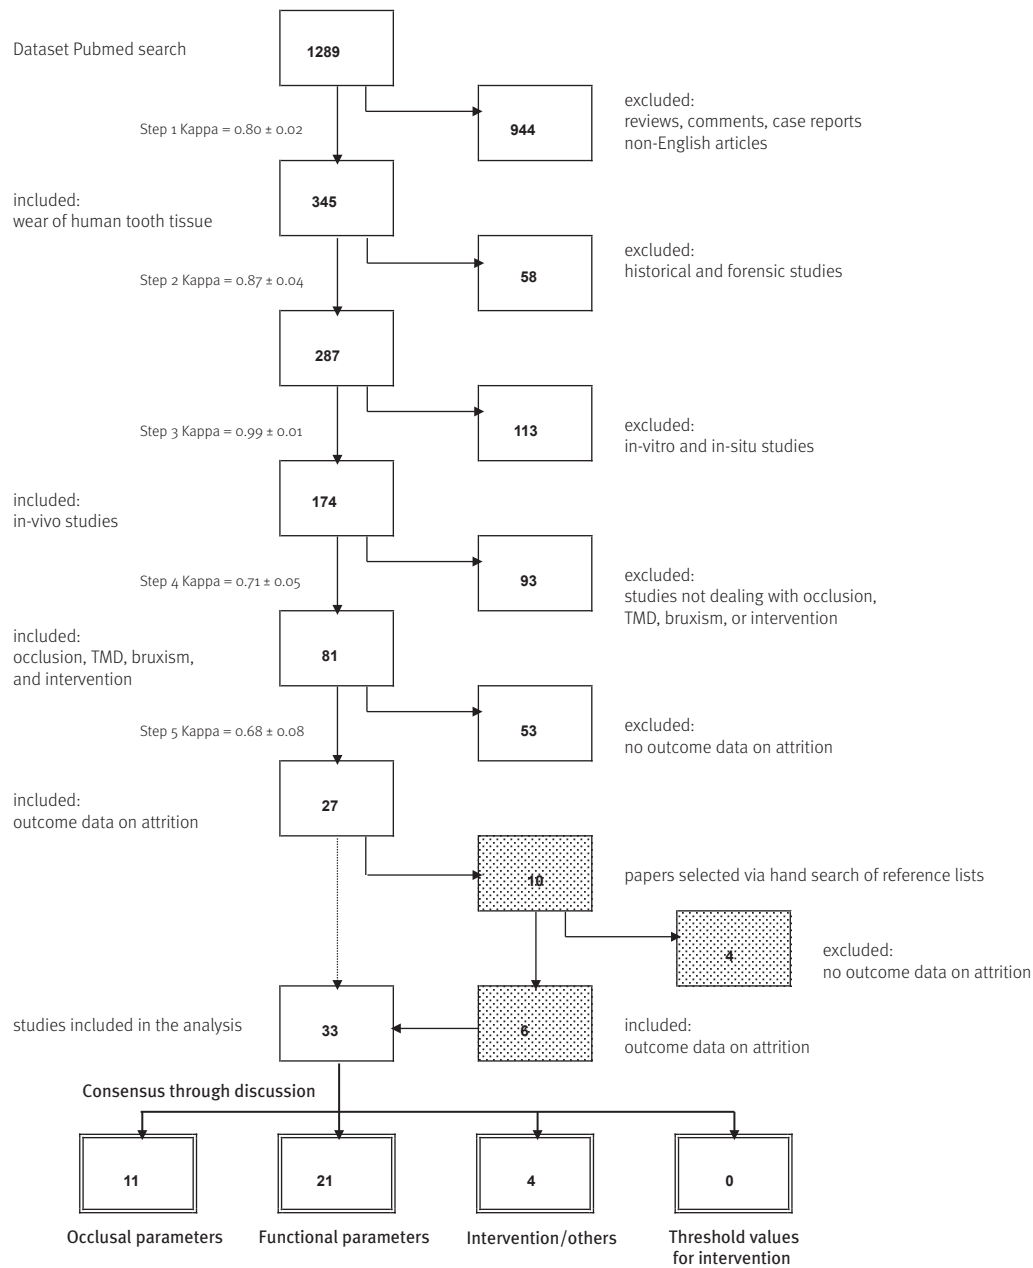 Dataset Pubmed search
1289
Step 1 Kappa = 0.80 ± 0.02
944
excluded:
reviews, comments, case reports
non-English articles
included:
wear of human tooth tissue
345
Step 2 Kappa = 0.87 ± 0.04
58
excluded:
historical and forensic studies
287
Step 3 Kappa = 0.99 ± 0.01
113
excluded:
in-vitro and in-situ studies
included:
in-vivo studies
174
Step 4 Kappa = 0.71 ± 0.05
93
excluded:
studies not dealing with occlusion,
TMD, bruxism, or intervention
included:
occlusion, TMD, bruxism,
and intervention
81
Step 5 Kappa = 0.68 ± 0.08
53
excluded:
no outcome data on attrition
included:
outcome data on attrition
27
10
papers selected via hand search of reference lists
4
excluded:
no outcome data on attrition
studies included in the analysis
33
6
included:
outcome data on attrition
Consensus through discussion
11
21
4
0
Occlusal parameters
Functional parameters
Intervention/others
Threshold values
for intervention